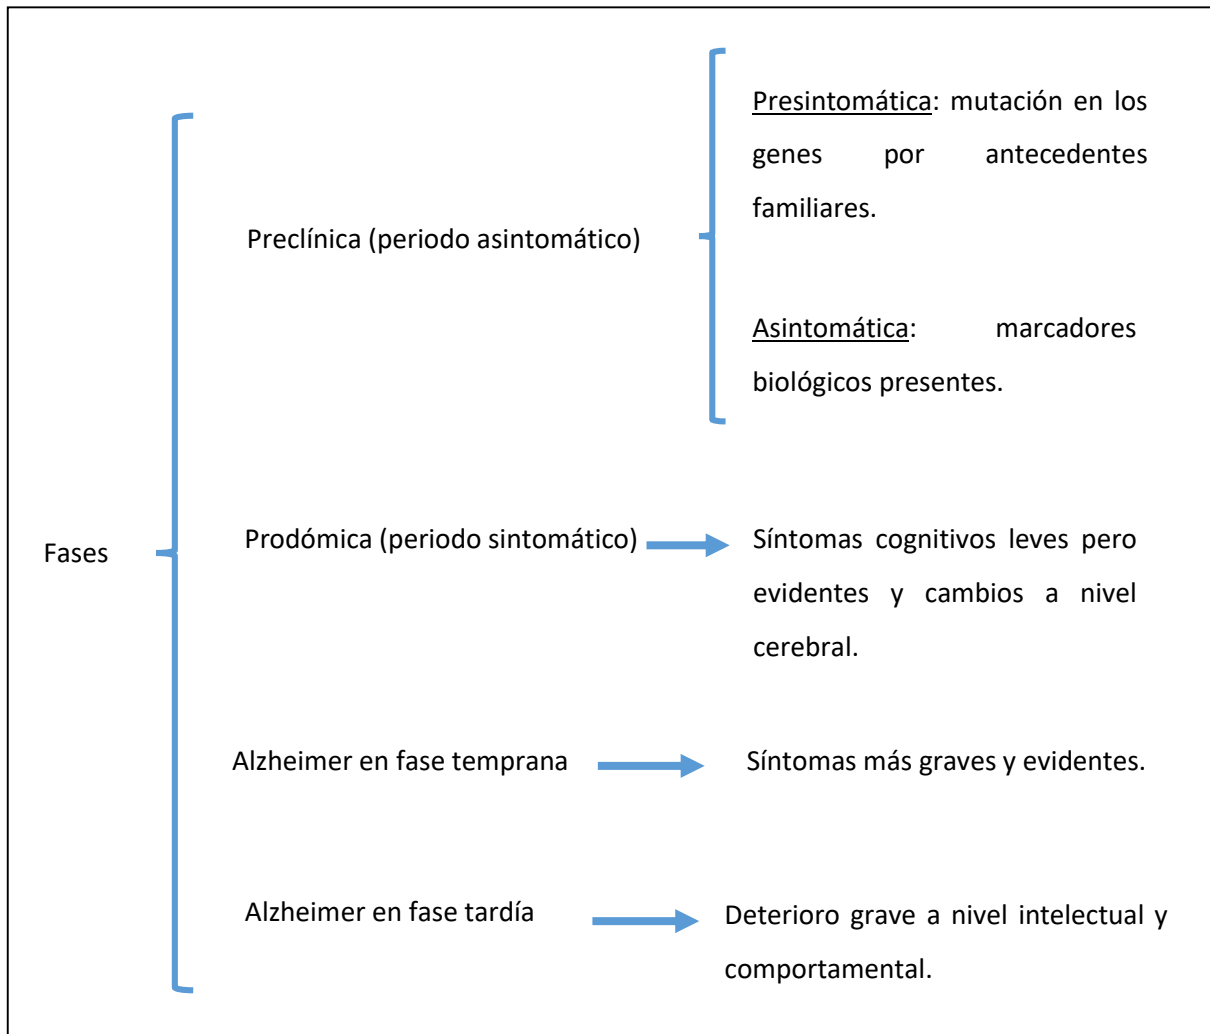 Fases
Preclínica (periodo asintomático)
Presintomática: mutación en los
genes por antecedentes
familiares.
Asintomática: marcadores
biológicos presentes.
Prodómica (periodo sintomático)
Síntomas cognitivos leves pero
evidentes y cambios a nivel
cerebral.
Alzheimer en fase temprana
Síntomas más graves y evidentes.
Alzheimer en fase tardía
Deterioro grave a nivel intelectual y
comportamental.